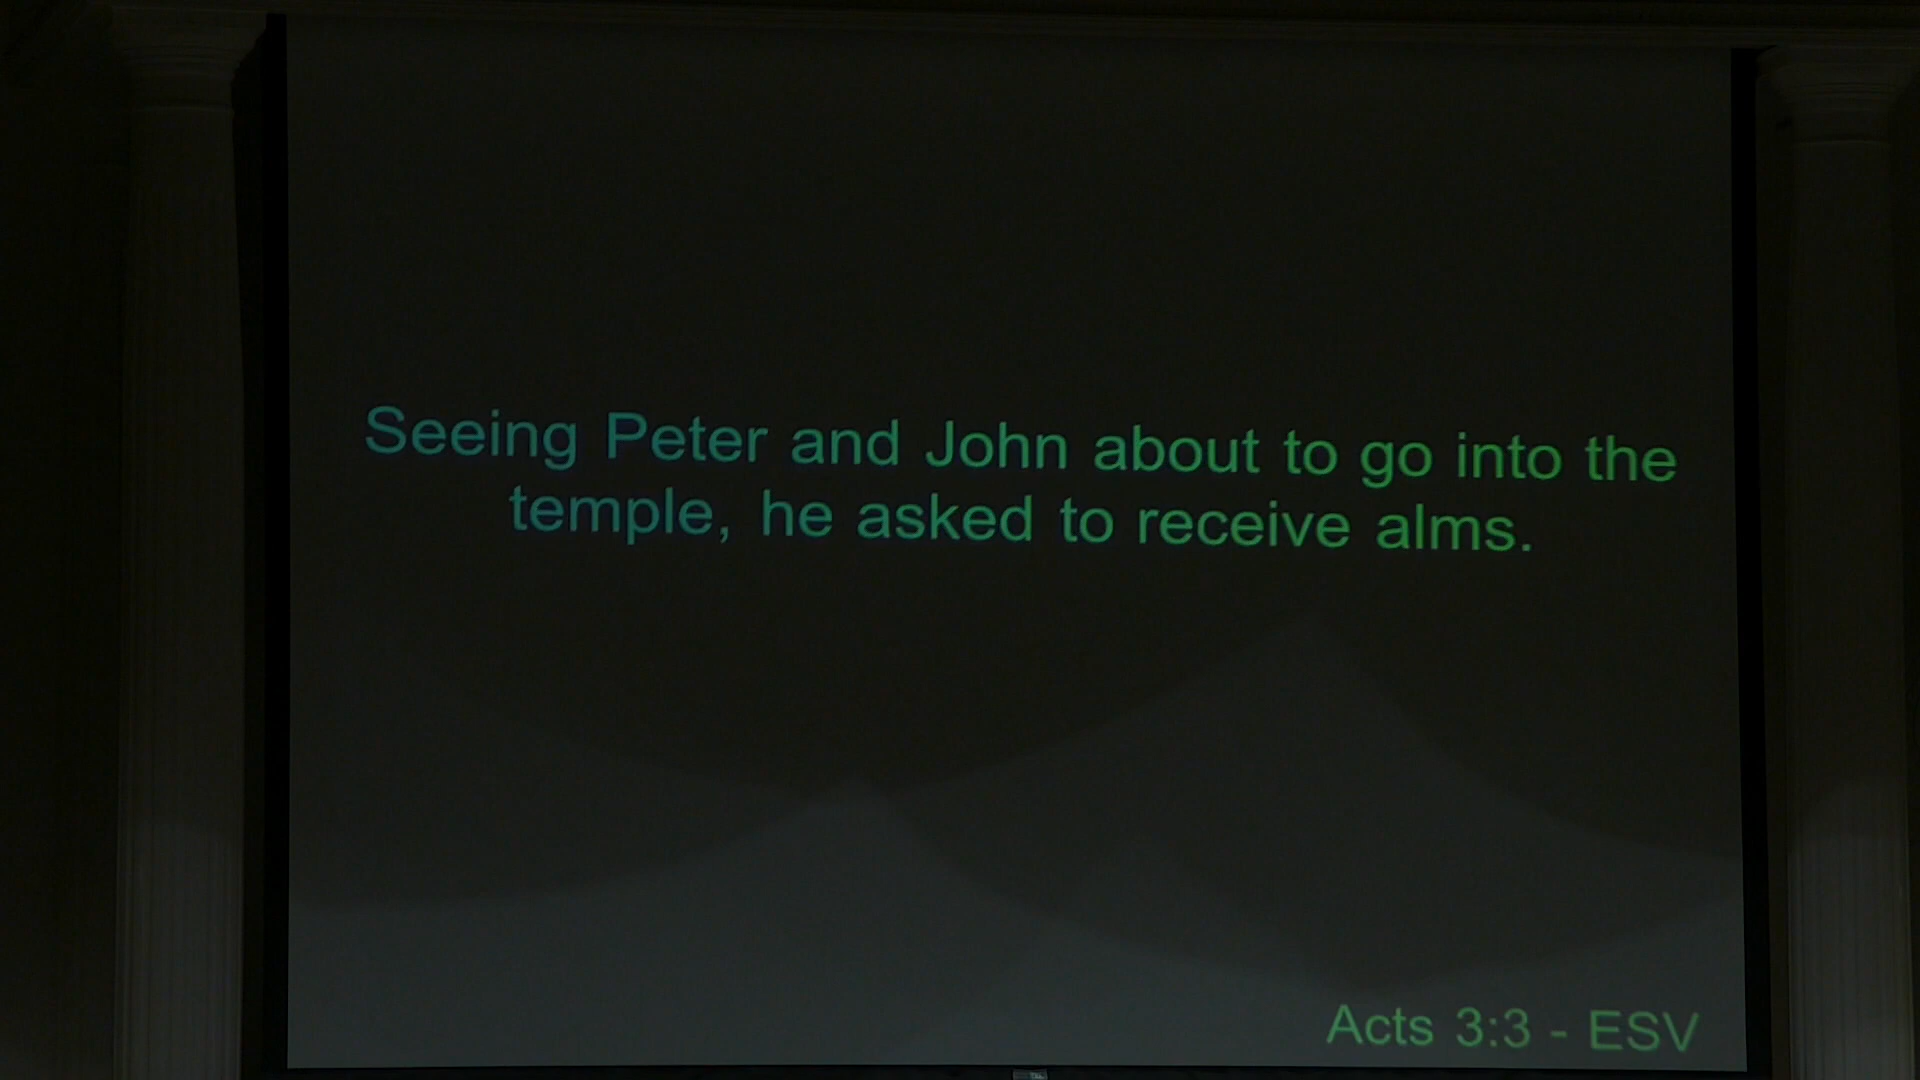 Seeing Peter and John about to go into the
temple, he asked to receive alms.
Acts 3:3 - ESV